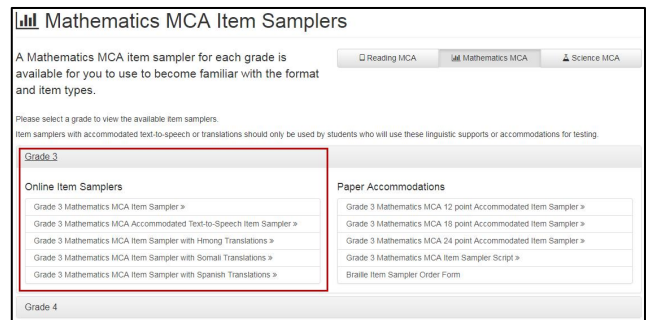 Mathematics MCA Item Samplers
A Mathematics MCA item sampler for each grade is
available for you to use to become familiar with the format
and item types.
Reading MCA
Mathematics MCA
Science MCA
Please select a grade to view the available item samplers.
Item samplers with accommodated text-to-speech or translations should only be used by students who will use these linguistic supports or accommodations for testing.
Grade 3
Online Item Samplers
Grade 3 Mathematics MCA Item Sampler »
Grade 3 Mathematics MCA Accommodated Text-to-Speech Item Sampler »
Grade 3 Mathematics MCA Item Sampler with Hmong Translations »
Grade 3 Mathematics MCA Item Sampler with Somali Translations »
Grade 3 Mathematics MCA Item Sampler with Spanish Translations »
Paper Accommodations
Grade 3 Mathematics MCA 12 point Accommodated Item Sampler »
Grade 3 Mathematics MCA 18 point Accommodated Item Sampler »
Grade 3 Mathematics MCA 24 point Accommodated Item Sampler »
Grade 3 Mathematics MCA Item Sampler Script »
Braille Item Sampler Order Form
Grade 4